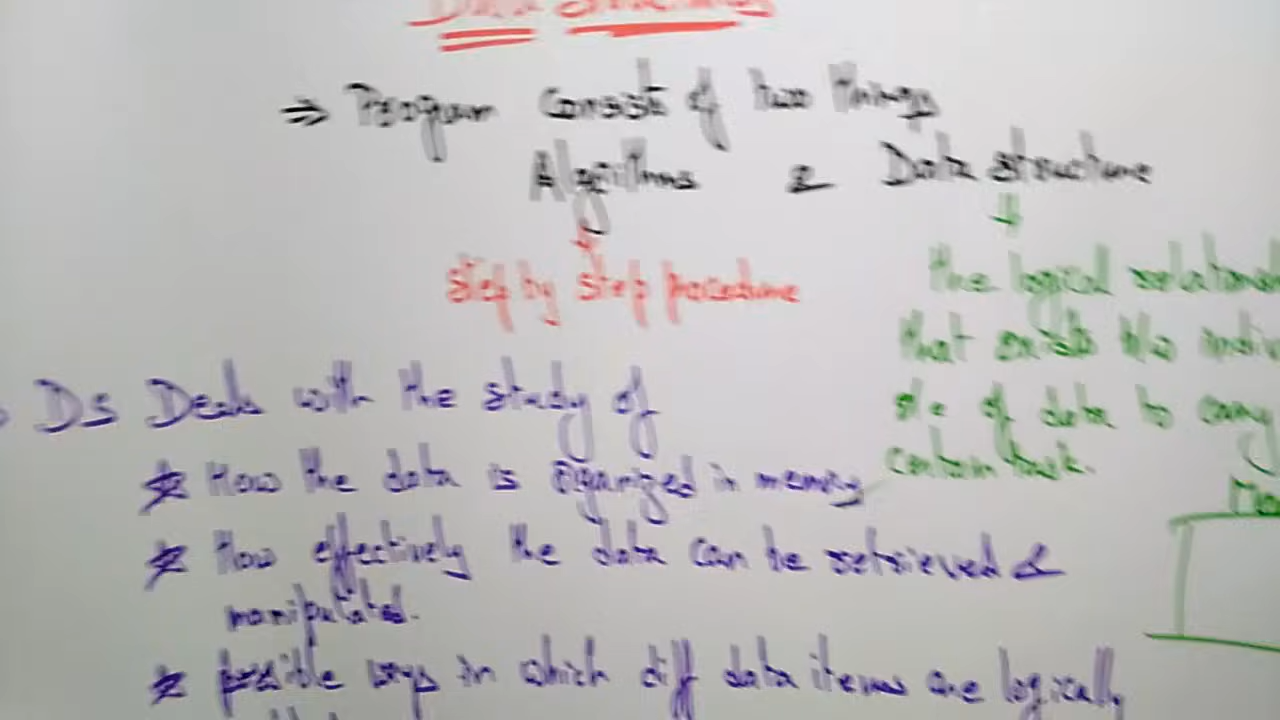 Data Structures
⇒ Program consist of two things
Algorithms & Data structure
step by step procedure
the logical relations
that exists b/w indiv
ele of data to carry
certain task.
DS Deals with the study of
* How the data is organized in memory
* How effectively the data can be retrieved &
manipulated.
* possible ways in which diff data items are logically